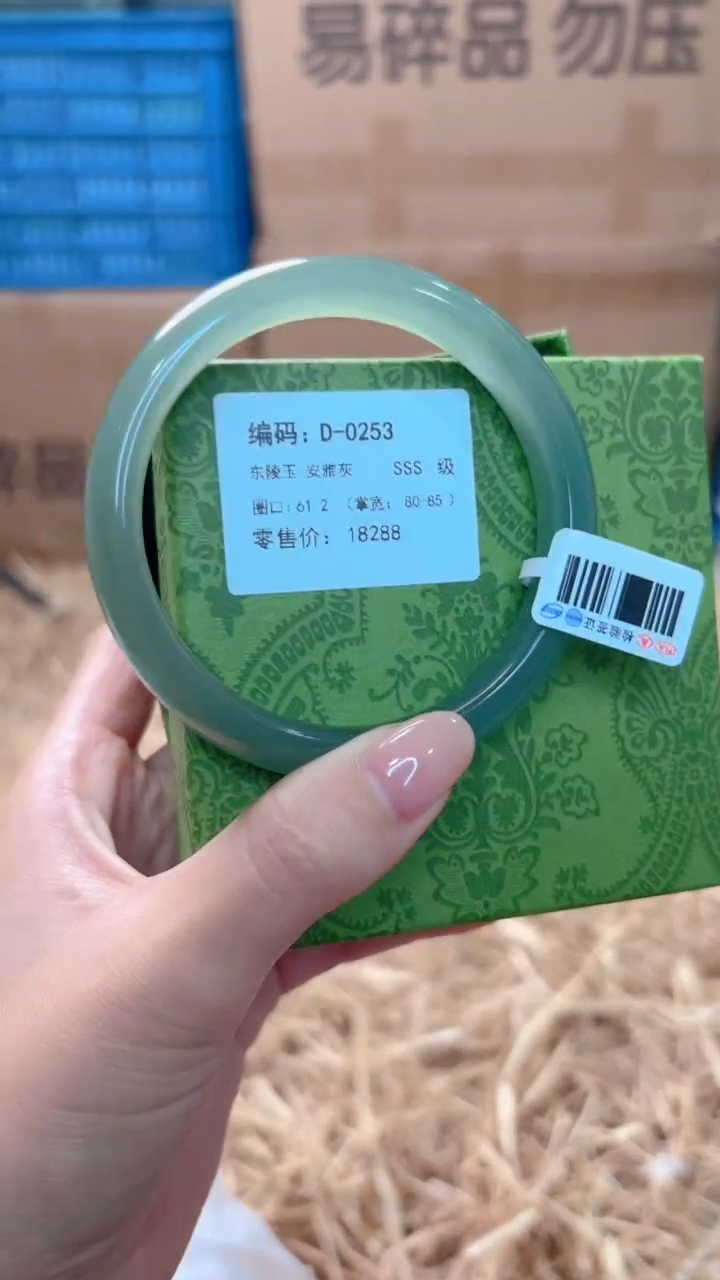 易碎品 勿压
编码: D-0253
东陵玉 安雅灰 SSS 级
圈口: 61 2 (掌宽: 80-85)
零售价: 18288